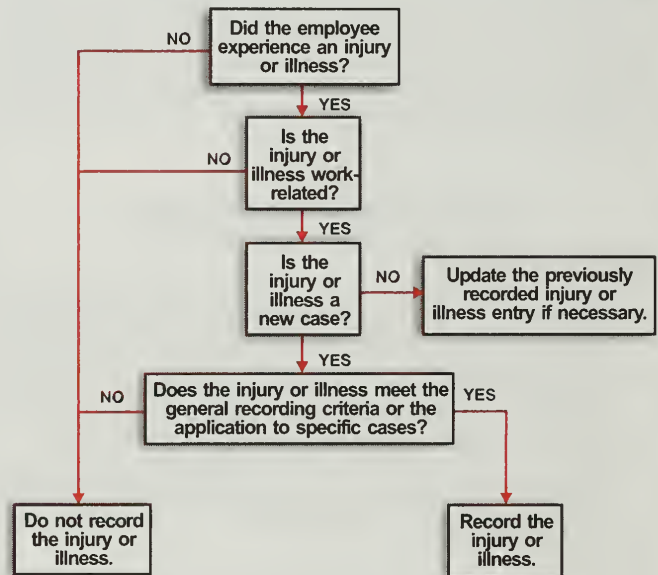 Did the employee
experience an injury
or illness?
NO
YES
Is the
injury or
illness work-
related?
NO
YES
Is the
injury or
illness a
new case?
NO
Update the previously
recorded injury or
illness entry if necessary.
YES
NO
Does the injury or illness meet the
general recording criteria or the
application to specific cases?
YES
Do not record
the injury or
illness.
Record the
injury or
illness.